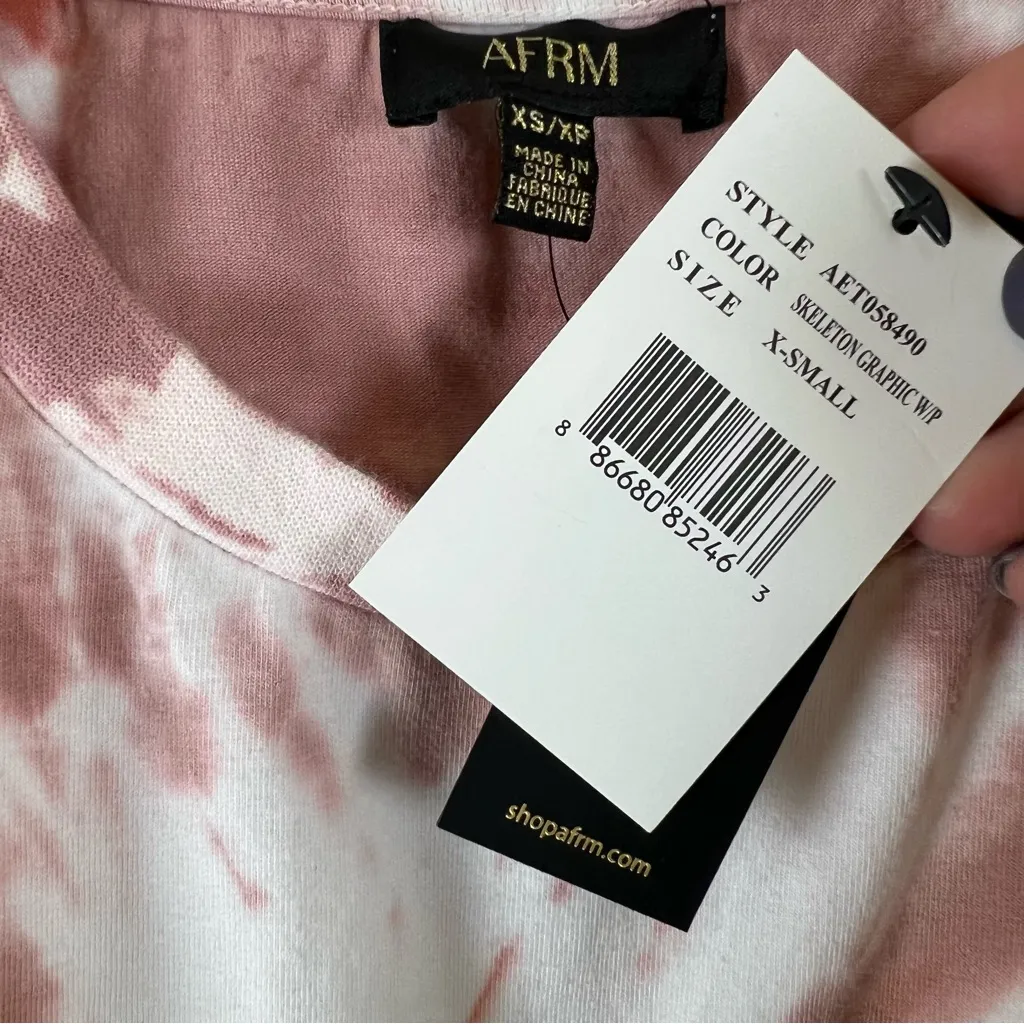 AFRM
XS/XP
MADE IN
CHINA
FABRIQUE
EN CHINE
STYLE AET058490
COLOR SKELETON GRAPHIC W/P
SIZE X-SMALL
8 86680 85246 3
shopafrm.com